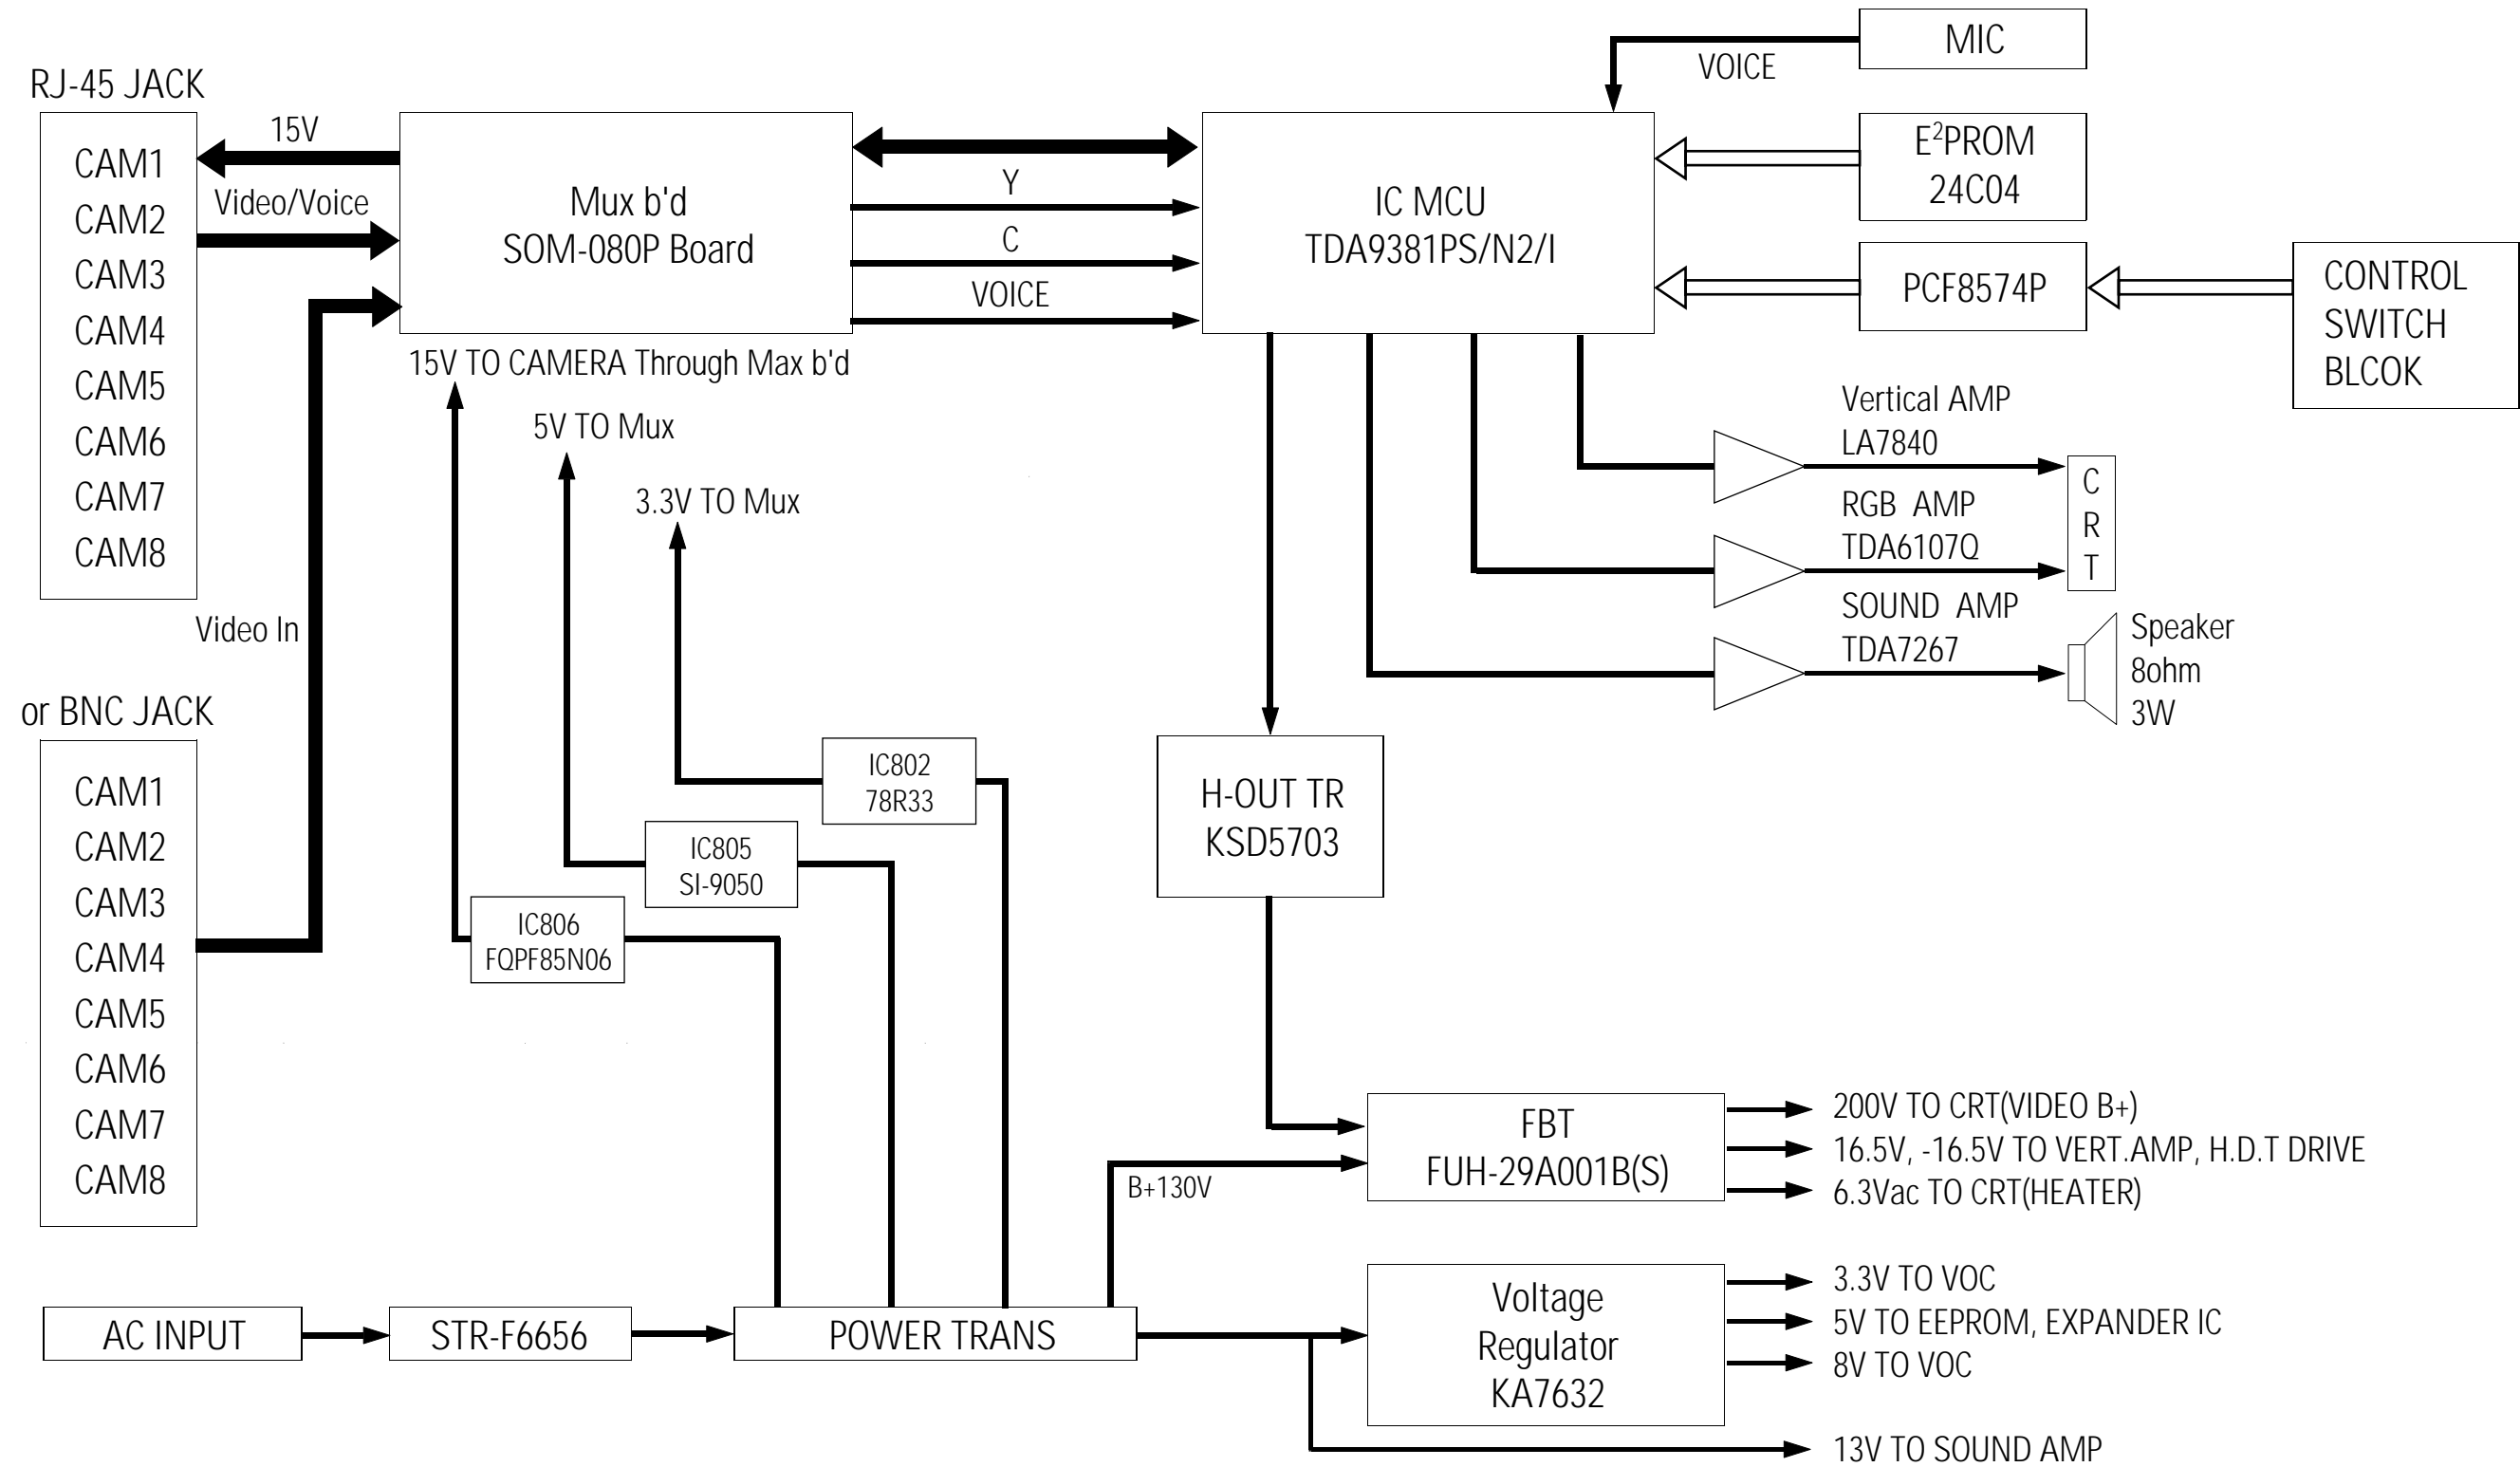 MIC
VOICE
RJ-45 JACK
15V
CAM1
CAM2
CAM3
CAM4
CAM5
CAM6
CAM7
CAM8
Video/Voice
Mux b'd
SOM-080P Board
Y
C
VOICE
IC MCU
TDA9381PS/N2/I
E²PROM
24C04
PCF8574P
CONTROL
SWITCH
BLCOK
15V TO CAMERA Through Max b'd
5V TO Mux
3.3V TO Mux
Vertical AMP
LA7840
RGB AMP
TDA6107Q
C
R
T
SOUND AMP
TDA7267
Speaker
8ohm
3W
Video In
or BNC JACK
CAM1
CAM2
CAM3
CAM4
CAM5
CAM6
CAM7
CAM8
IC802
78R33
IC805
SI-9050
IC806
FQPF85N06
H-OUT TR
KSD5703
FBT
FUH-29A001B(S)
B+130V
200V TO CRT(VIDEO B+)
16.5V, -16.5V TO VERT.AMP, H.D.T DRIVE
6.3Vac TO CRT(HEATER)
AC INPUT
STR-F6656
POWER TRANS
Voltage
Regulator
KA7632
3.3V TO VOC
5V TO EEPROM, EXPANDER IC
8V TO VOC
13V TO SOUND AMP